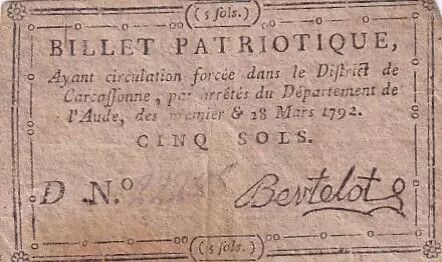 (5 sols.)
BILLET PATRIOTIQUE,
Ayant circulation forcée dans le District de
Carcassonne, par arrêtés du Département de
l'Aude, des premier & 28 Mars 1792.
CINQ SOLS.
D .N.º Bertelot
(5 sols.)